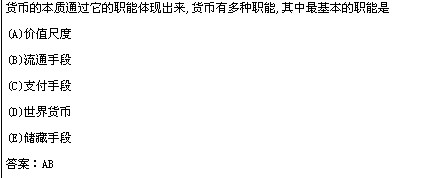 货币的本质通过它的职能体现出来,货币有多种职能,其中最基本的职能是
(A)价值尺度
(B)流通手段
(C)支付手段
(D)世界货币
(E)储藏手段
答案：AB